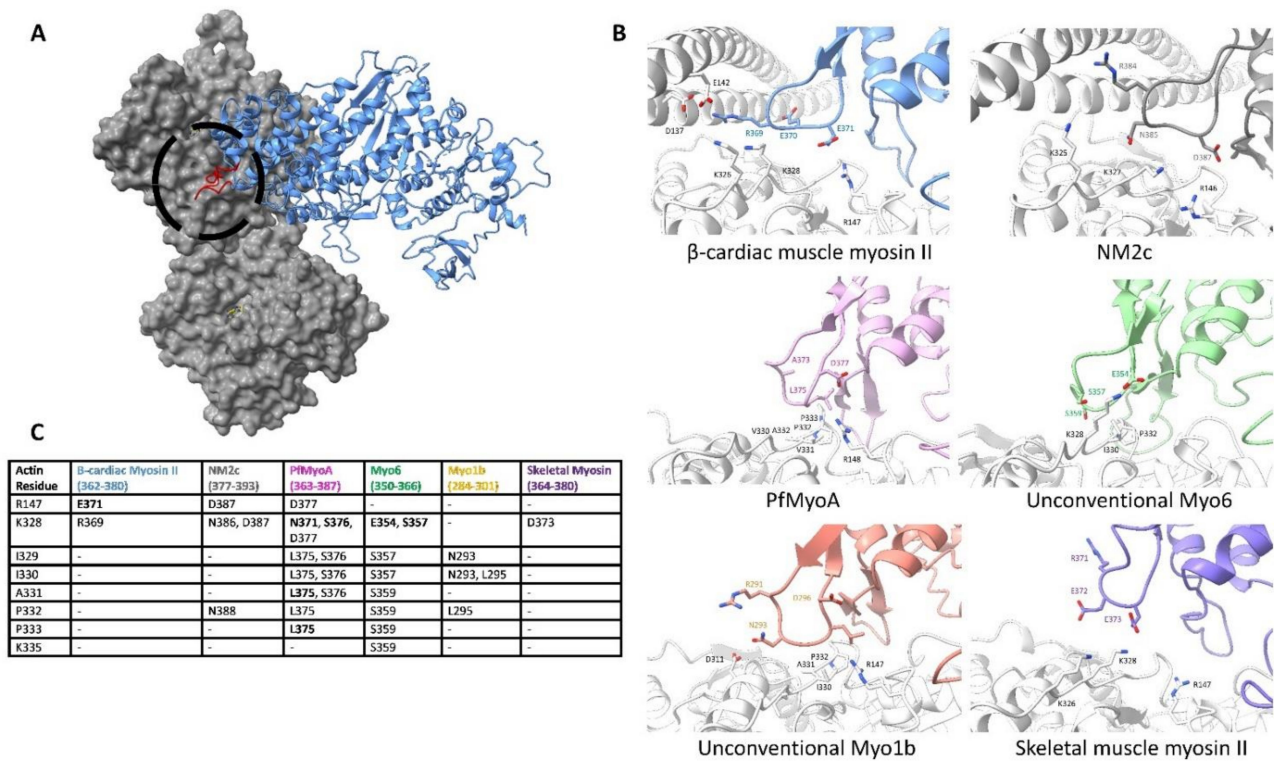 A
B
E142
D137
R369
E370
E371
K326
K328
R147
β-cardiac muscle myosin II
R384
N385
K325
D387
K327
R146
NM2c
A373
D377
L375
P333
V330 A332 P332
V331
R148
PfMyoA
E354
S357
S359
K328
P332
I330
Unconventional Myo6
R291
D296
N293
D311
P332
A331
R147
I330
Unconventional Myo1b
R371
E372
E373
K328
K326
R147
Skeletal muscle myosin II
C
Actin Residue | B-cardiac Myosin II (362-380) | NM2c (377-393) | PfMyoA (363-387) | Myo6 (350-366) | Myo1b (284-301) | Skeletal Myosin (364-380)
R147 | E371 | D387 | D377 | - | - | -
K328 | R369 | N386, D387 | N371, S376, D377 | E354, S357 | - | D373
I329 | - | - | L375, S376 | S357 | N293 | -
I330 | - | - | L375, S376 | S357 | N293, L295 | -
A331 | - | - | L375, S376 | S359 | - | -
P332 | - | N388 | L375 | S359 | L295 | -
P333 | - | - | L375 | S359 | - | -
K335 | - | - | - | S359 | - | -